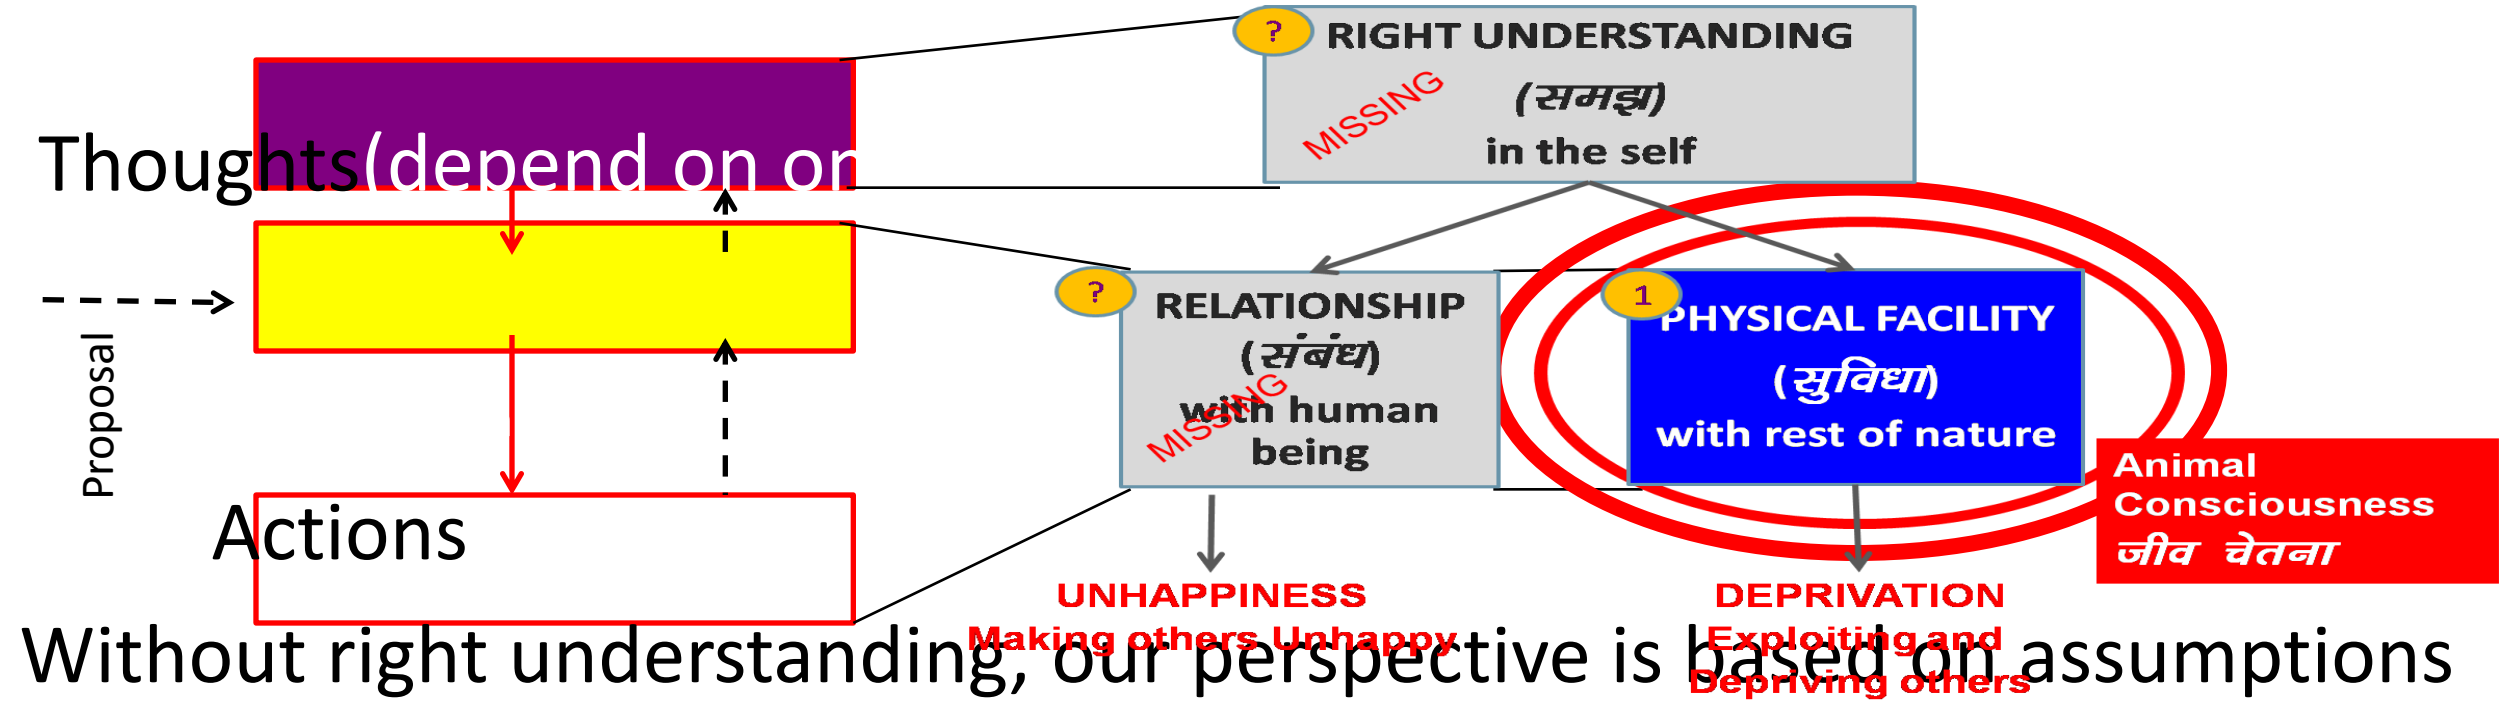 ?
RIGHT UNDERSTANDING
(समझ)
in the self
MISSING
Thoughts(depend on on
?
RELATIONSHIP
(संबंध)
with human
being
MISSING
1
PHYSICAL FACILITY
(सुविधा)
with rest of nature
Proposal
Animal
Consciousness
जीव चेतना
Actions
UNHAPPINESS
Making others Unhappy
DEPRIVATION
Exploiting and
Depriving others
Without right understanding, our perspective is based on assumptions